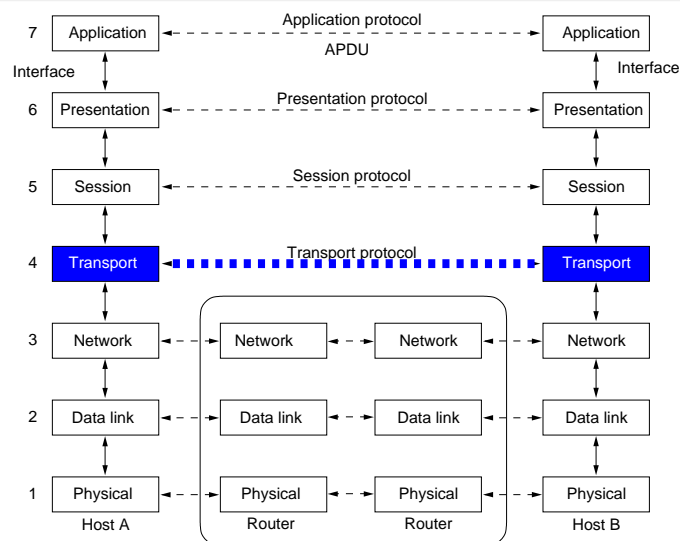 Application protocol
7 Application Application
APDU
Interface Interface
Presentation protocol
6 Presentation Presentation
Session protocol
5 Session Session
Transport protocol
4 Transport Transport
3 Network Network Network Network
2 Data link Data link Data link Data link
1 Physical Physical Physical Physical
Host A Router Router Host B